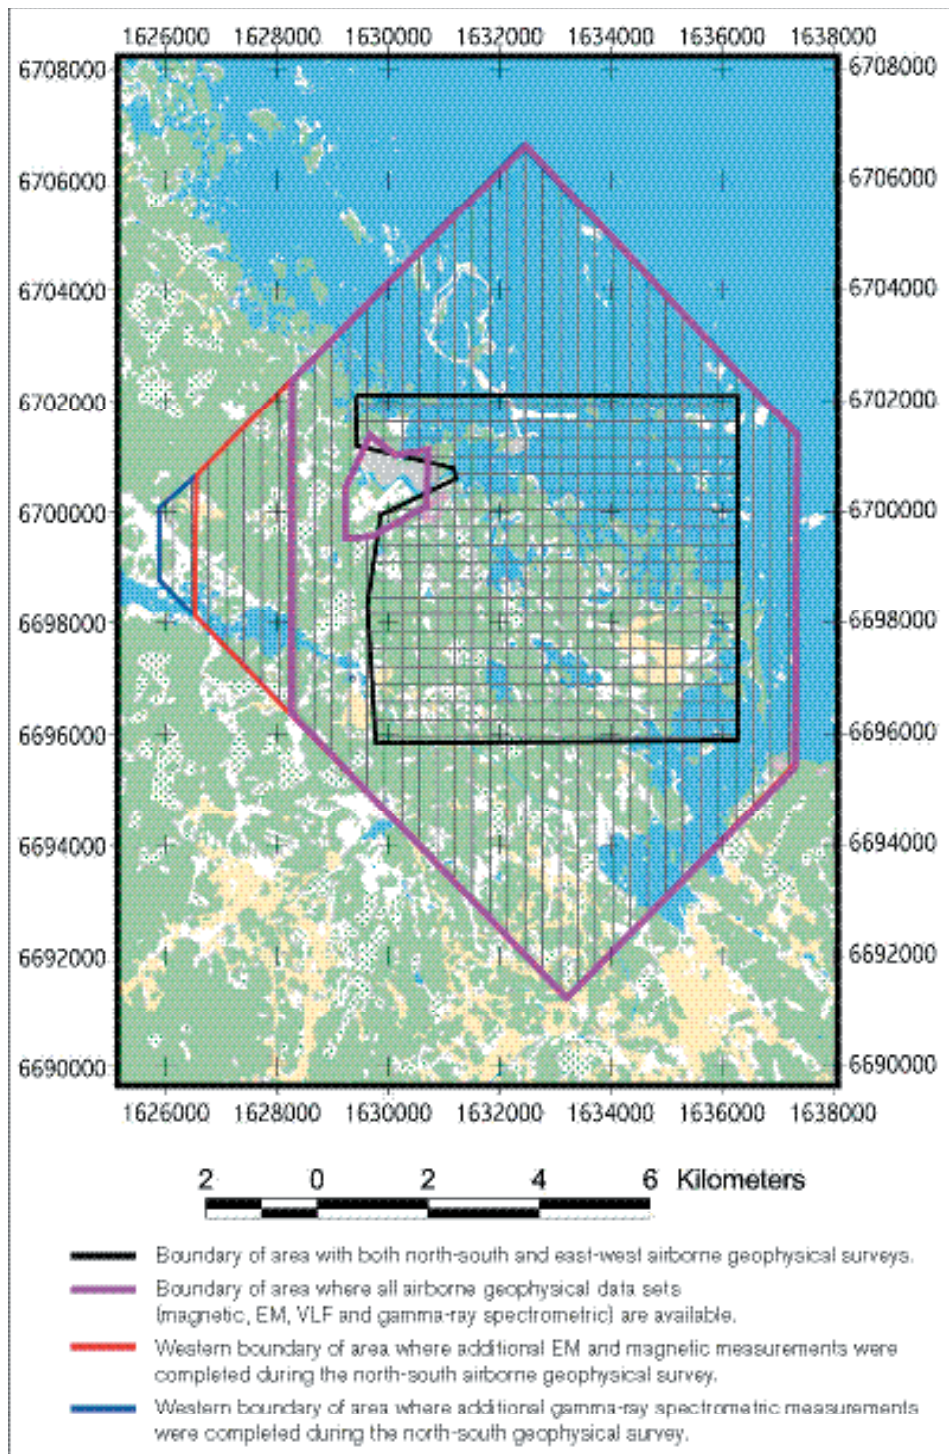 1626000 1628000 1630000 1632000 1634000 1636000 1638000
6708000 6708000
6706000 6706000
6704000 6704000
6702000 6702000
6700000 6700000
6698000 6698000
6696000 6696000
6694000 6694000
6692000 6692000
6690000 6690000
1626000 1628000 1630000 1632000 1634000 1636000 1638000
2 0 2 4 6 Kilometers
Boundary of area with both north-south and east-west airborne geophysical surveys.
Boundary of area where all airborne geophysical data sets
(magnetic, EM, VLF and gamma-ray spectrometric) are available.
Western boundary of area where additional EM and magnetic measurements were
completed during the north-south airborne geophysical survey.
Western boundary of area where additional gamma-ray spectrometric measurements
were completed during the north-south geophysical survey.